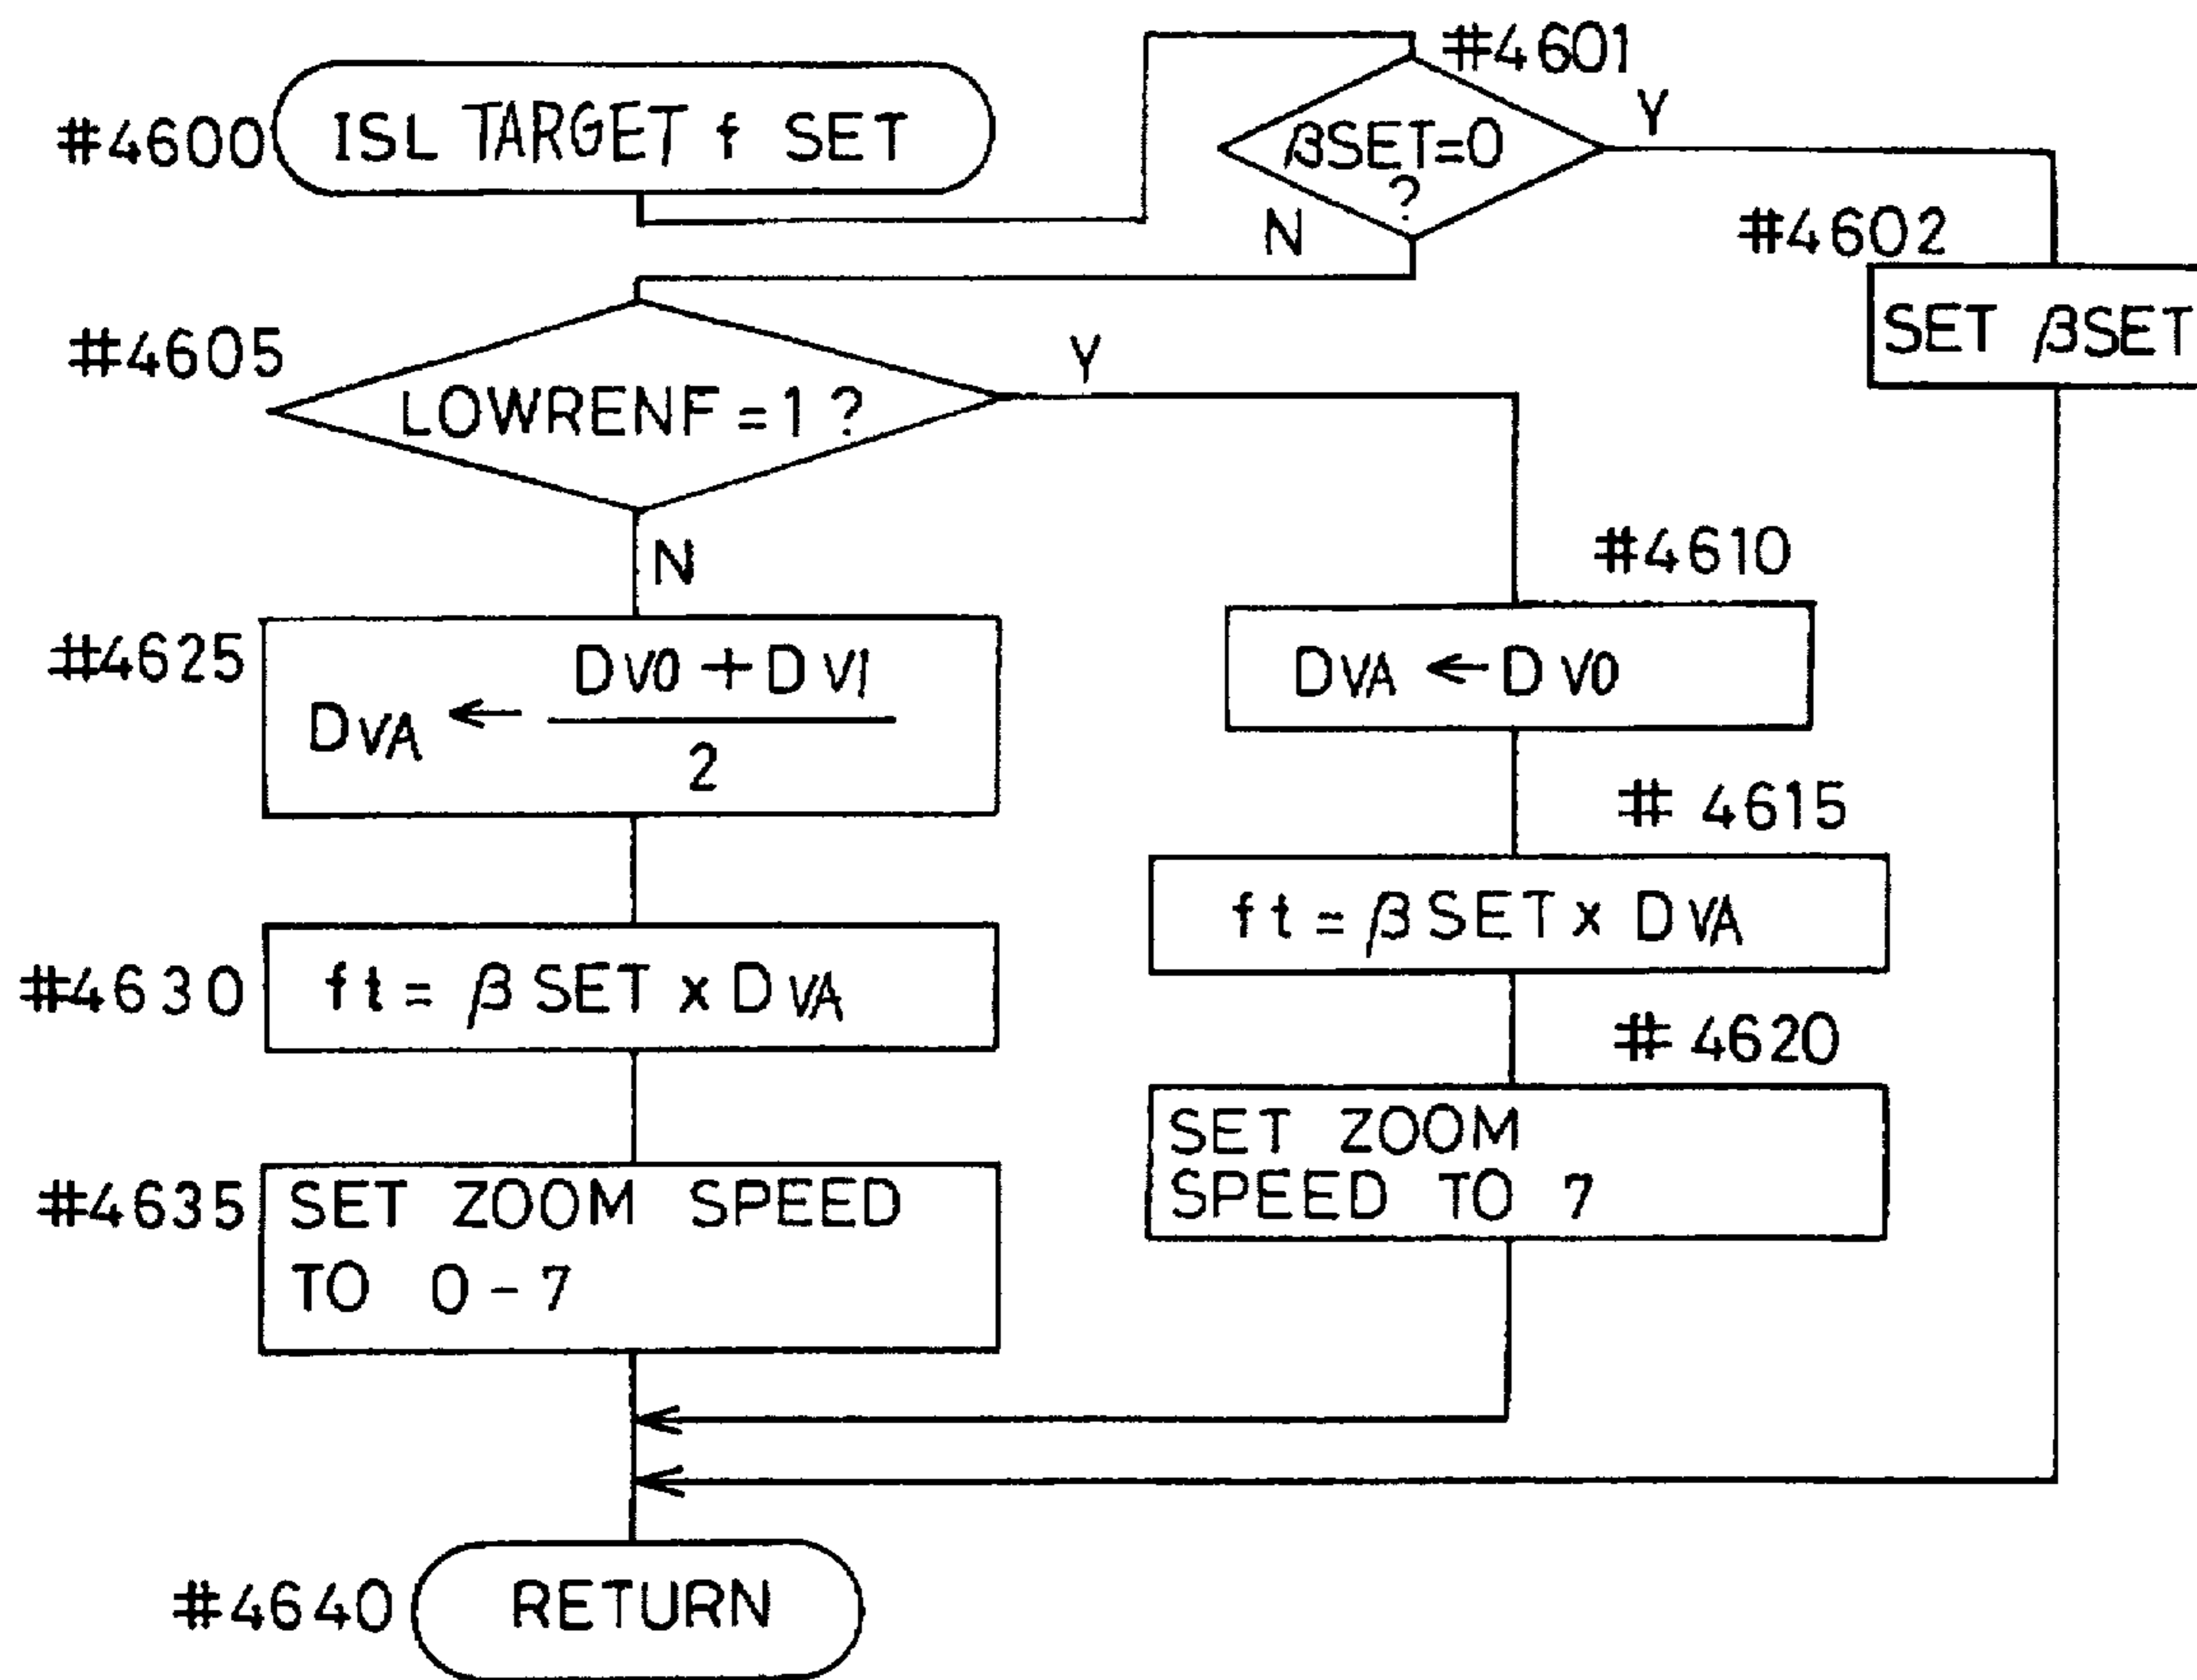 #4600
ISL TARGET f SET
#4601
βSET=0
?
Y
N
#4602
SET βSET
#4605
LOWRENF=1?
Y
N
#4610
DVA ← DV0
#4615
ft = βSET x DVA
#4620
SET ZOOM
SPEED TO 7
#4625
DV0 + DV1
DVA ←
2
#4630
ft = βSET x DVA
#4635
SET ZOOM SPEED
TO 0-7
#4640
RETURN